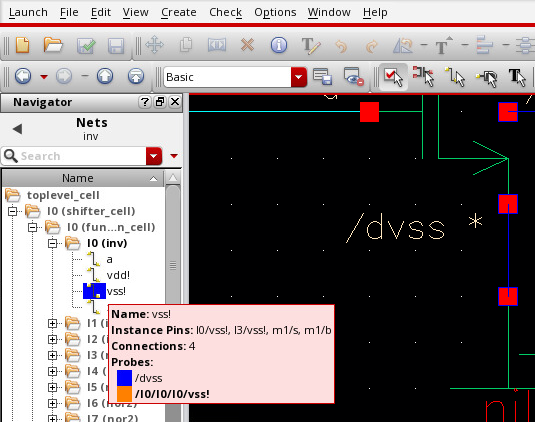 Launch File Edit View Create Check Options Window Help
Basic
Navigator
Nets
inv
Search
Name
toplevel_cell
I0 (shifter_cell)
I0 (fun...n_cell)
I0 (inv)
a
vdd!
vss!
/dvss *
Name: vss!
Instance Pins: I0/vss!, I3/vss!, m1/s, m1/b
Connections: 4
Probes:
/dvss
/I0/I0/I0/vss!
I1 (i
I2 (i
I3 (
I4 (
I5 (
I6 (nor2)
I7 (nor2)